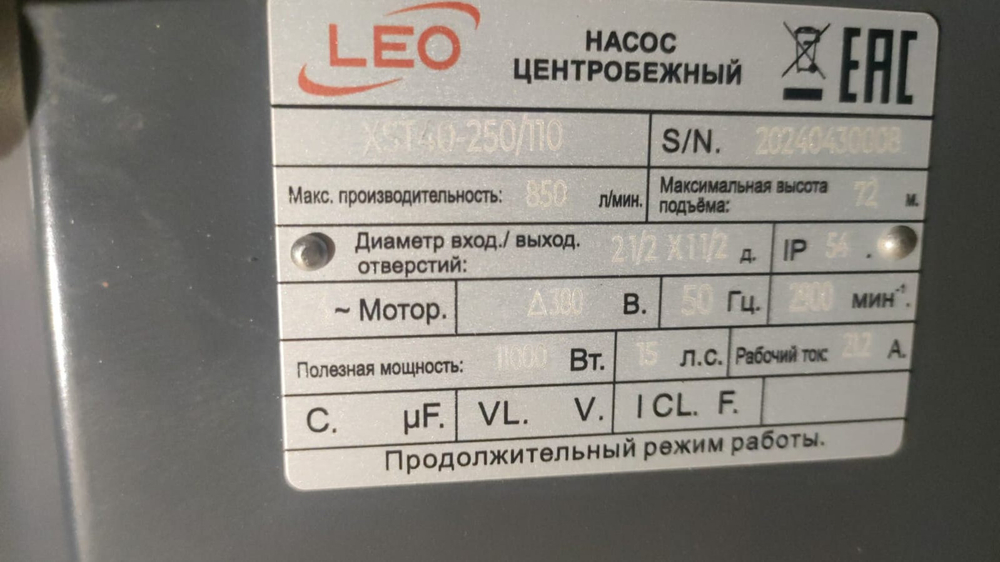 LEO
НАСОС
ЦЕНТРОБЕЖНЫЙ
EAC
XST40-250/110 S/N. 20240430008
Макс. производительность: 850 л/мин. Максимальная высота подъёма: 72 м.
Диаметр вход./ выход. отверстий: 2 1/2 X 1 1/2 д. IP 54 .
~ Мотор. Δ380 В. 50 Гц. 2900 мин⁻¹.
Полезная мощность: 11000 Вт. 15 Л.С. Рабочий ток: А.
C. µF. VL. V. I CL. F.
Продолжительный режим работы.